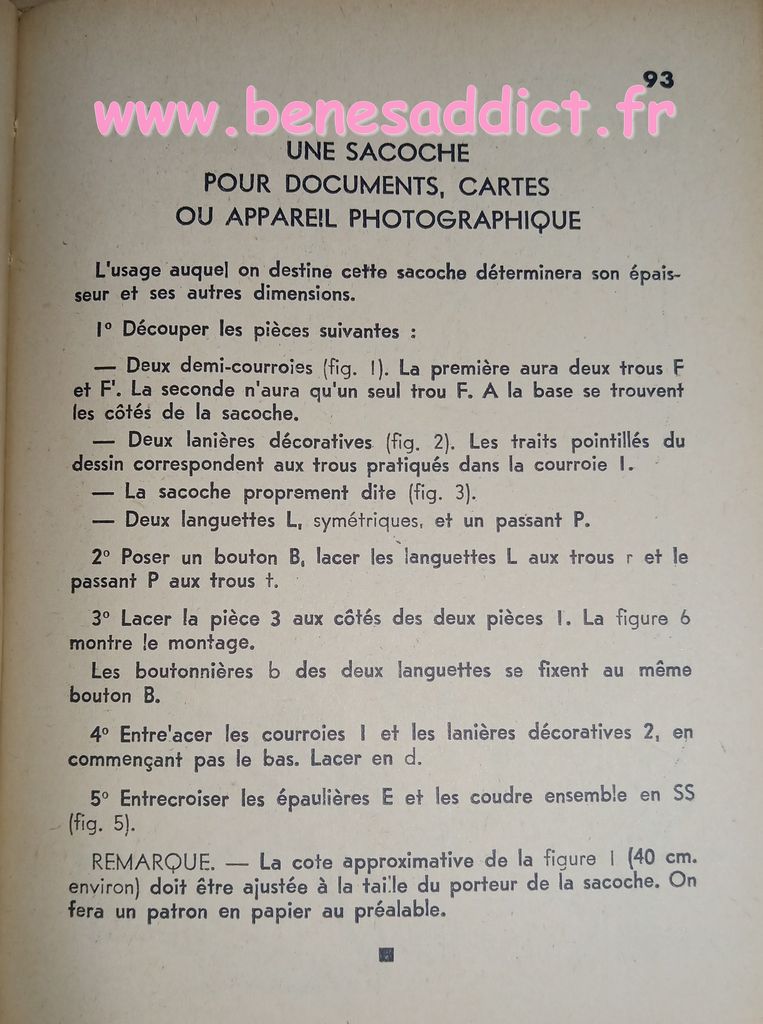 93
www.benesaddict.fr
UNE SACOCHE
POUR DOCUMENTS, CARTES
OU APPAREIL PHOTOGRAPHIQUE
L'usage auquel on destine cette sacoche déterminera son épais-
seur et ses autres dimensions.
1° Découper les pièces suivantes :
— Deux demi-courroies (fig. 1). La première aura deux trous F
et F'. La seconde n'aura qu'un seul trou F. A la base se trouvent
les côtés de la sacoche.
— Deux lanières décoratives (fig. 2). Les traits pointillés du
dessin correspondent aux trous pratiqués dans la courroie 1.
— La sacoche proprement dite (fig. 3).
— Deux languettes L, symétriques, et un passant P.
2° Poser un bouton B, lacer les languettes L aux trous r et le
passant P aux trous t.
3° Lacer la pièce 3 aux côtés des deux pièces 1. La figure 6
montre le montage.
Les boutonnières b des deux languettes se fixent au même
bouton B.
4° Entre'acer les courroies 1 et les lanières décoratives 2, en
commençant pas le bas. Lacer en d.
5° Entrecroiser les épaulières E et les coudre ensemble en SS
(fig. 5).
REMARQUE. — La cote approximative de la figure 1 (40 cm.
environ) doit être ajustée à la taille du porteur de la sacoche. On
fera un patron en papier au préalable.